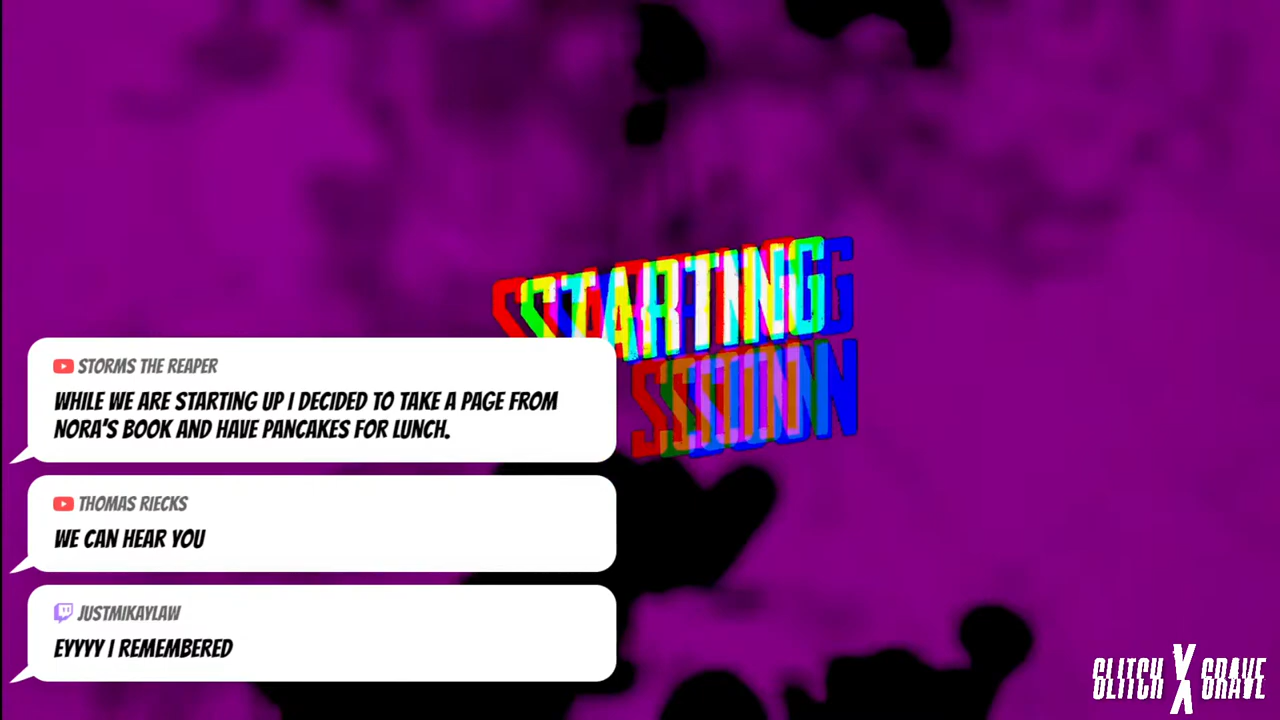 STARTING
SOON
STORMS THE REAPER
WHILE WE ARE STARTING UP I DECIDED TO TAKE A PAGE FROM
NORA'S BOOK AND HAVE PANCAKES FOR LUNCH.
THOMAS RIECKS
WE CAN HEAR YOU
JUSTMIKAYLAW
EYYYY I REMEMBERED
GLITCH X GRAVE